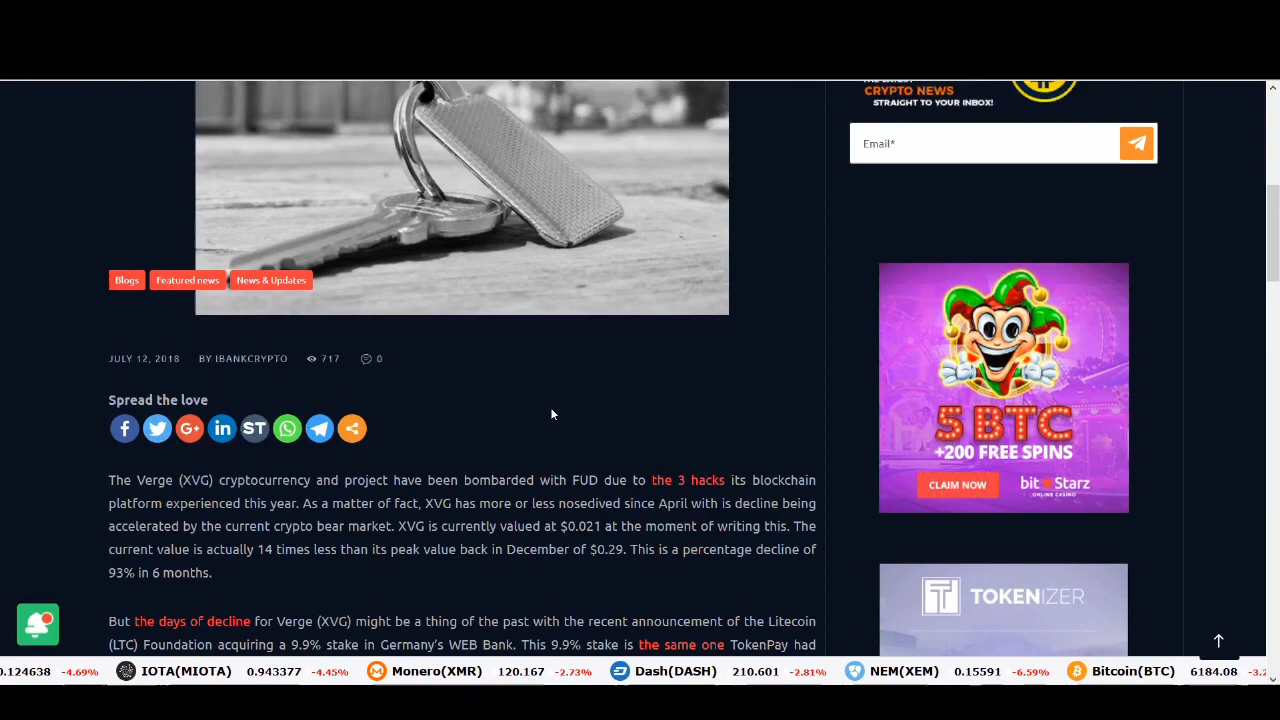 CRYPTO NEWS
STRAIGHT TO YOUR INBOX!
Email*
Blogs
Featured news
News & Updates
JULY 12, 2018 BY IBANKCRYPTO 717 0
Spread the love
f G+ in ST
The Verge (XVG) cryptocurrency and project have been bombarded with FUD due to the 3 hacks its blockchain
platform experienced this year. As a matter of fact, XVG has more or less nosedived since April with is decline being
accelerated by the current crypto bear market. XVG is currently valued at $0.021 at the moment of writing this. The
current value is actually 14 times less than its peak value back in December of $0.29. This is a percentage decline of
93% in 6 months.
But the days of decline for Verge (XVG) might be a thing of the past with the recent announcement of the Litecoin
(LTC) Foundation acquiring a 9.9% stake in Germany's WEB Bank. This 9.9% stake is the same one TokenPay had
5 BTC
+200 FREE SPINS
CLAIM NOW
bitStarz
ONLINE CASINO
TOKENIZER
0.124638 -4.69% IOTA(MIOTA) 0.943377 -4.45% Monero(XMR) 120.167 -2.73% Dash(DASH) 210.601 -2.81% NEM(XEM) 0.15591 -6.59% Bitcoin(BTC) 6184.08